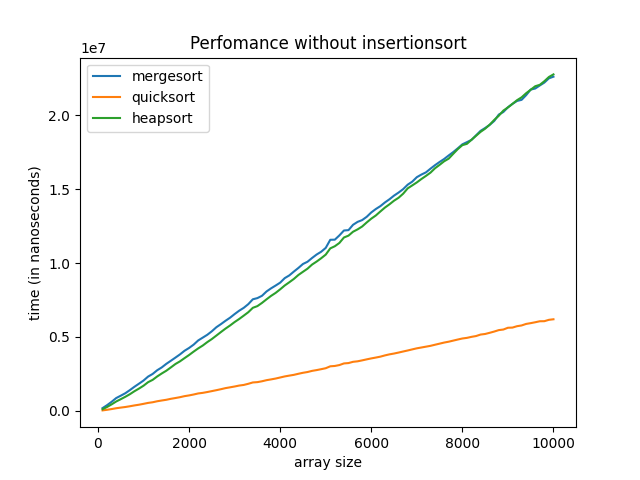 Perfomance without insertionsort
1e7
mergesort
quicksort
heapsort
2.0
1.5
1.0
0.5
0.0
time (in nanoseconds)
0 2000 4000 6000 8000 10000
array size